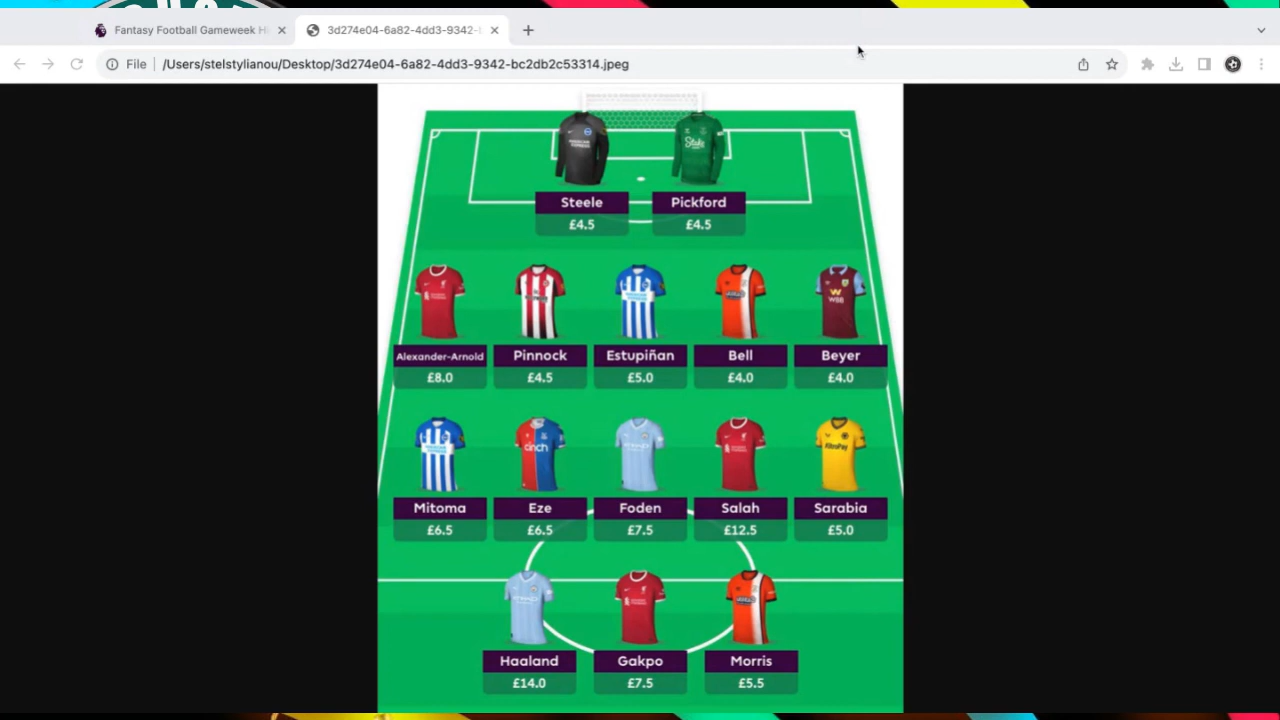 Fantasy Football Gameweek Hi
3d274e04-6a82-4dd3-9342-
File
/Users/stelstylianou/Desktop/3d274e04-6a82-4dd3-9342-bc2db2c53314.jpeg
Stake
Steele Pickford
£4.5 £4.5
Alexander-Arnold Pinnock Estupiñan Bell Beyer
£8.0 £4.5 £5.0 £4.0 £4.0
cinch
Mitoma Eze Foden Salah Sarabia
£6.5 £6.5 £7.5 £12.5 £5.0
Haaland Gakpo Morris
£14.0 £7.5 £5.5